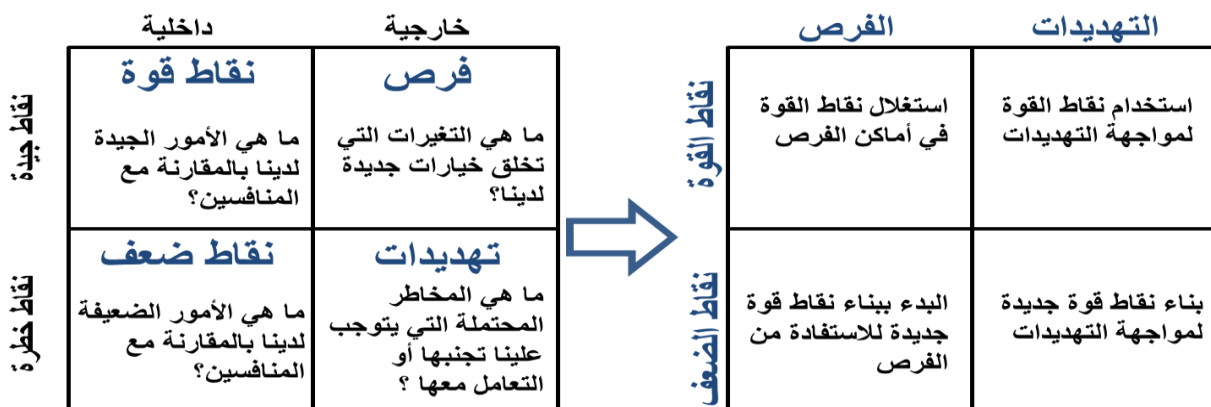 داخلية
خارجية
نقاط جيدة
نقاط قوة
ما هي الأمور الجيدة
لدينا بالمقارنة مع
المنافسين؟
فرص
ما هي التغيرات التي
تخلق خيارات جديدة
لدينا؟
نقاط خطرة
نقاط ضعف
ما هي الأمور الضعيفة
لدينا بالمقارنة مع
المنافسين؟
تهديدات
ما هي المخاطر
المحتملة التي يتوجب
علينا تجنبها أو
التعامل معها ؟
الفرص
التهديدات
نقاط القوة
استغلال نقاط القوة
في أماكن الفرص
استخدام نقاط القوة
لمواجهة التهديدات
نقاط الضعف
البدء ببناء نقاط قوة
جديدة للاستفادة من
الفرص
بناء نقاط قوة جديدة
لمواجهة التهديدات